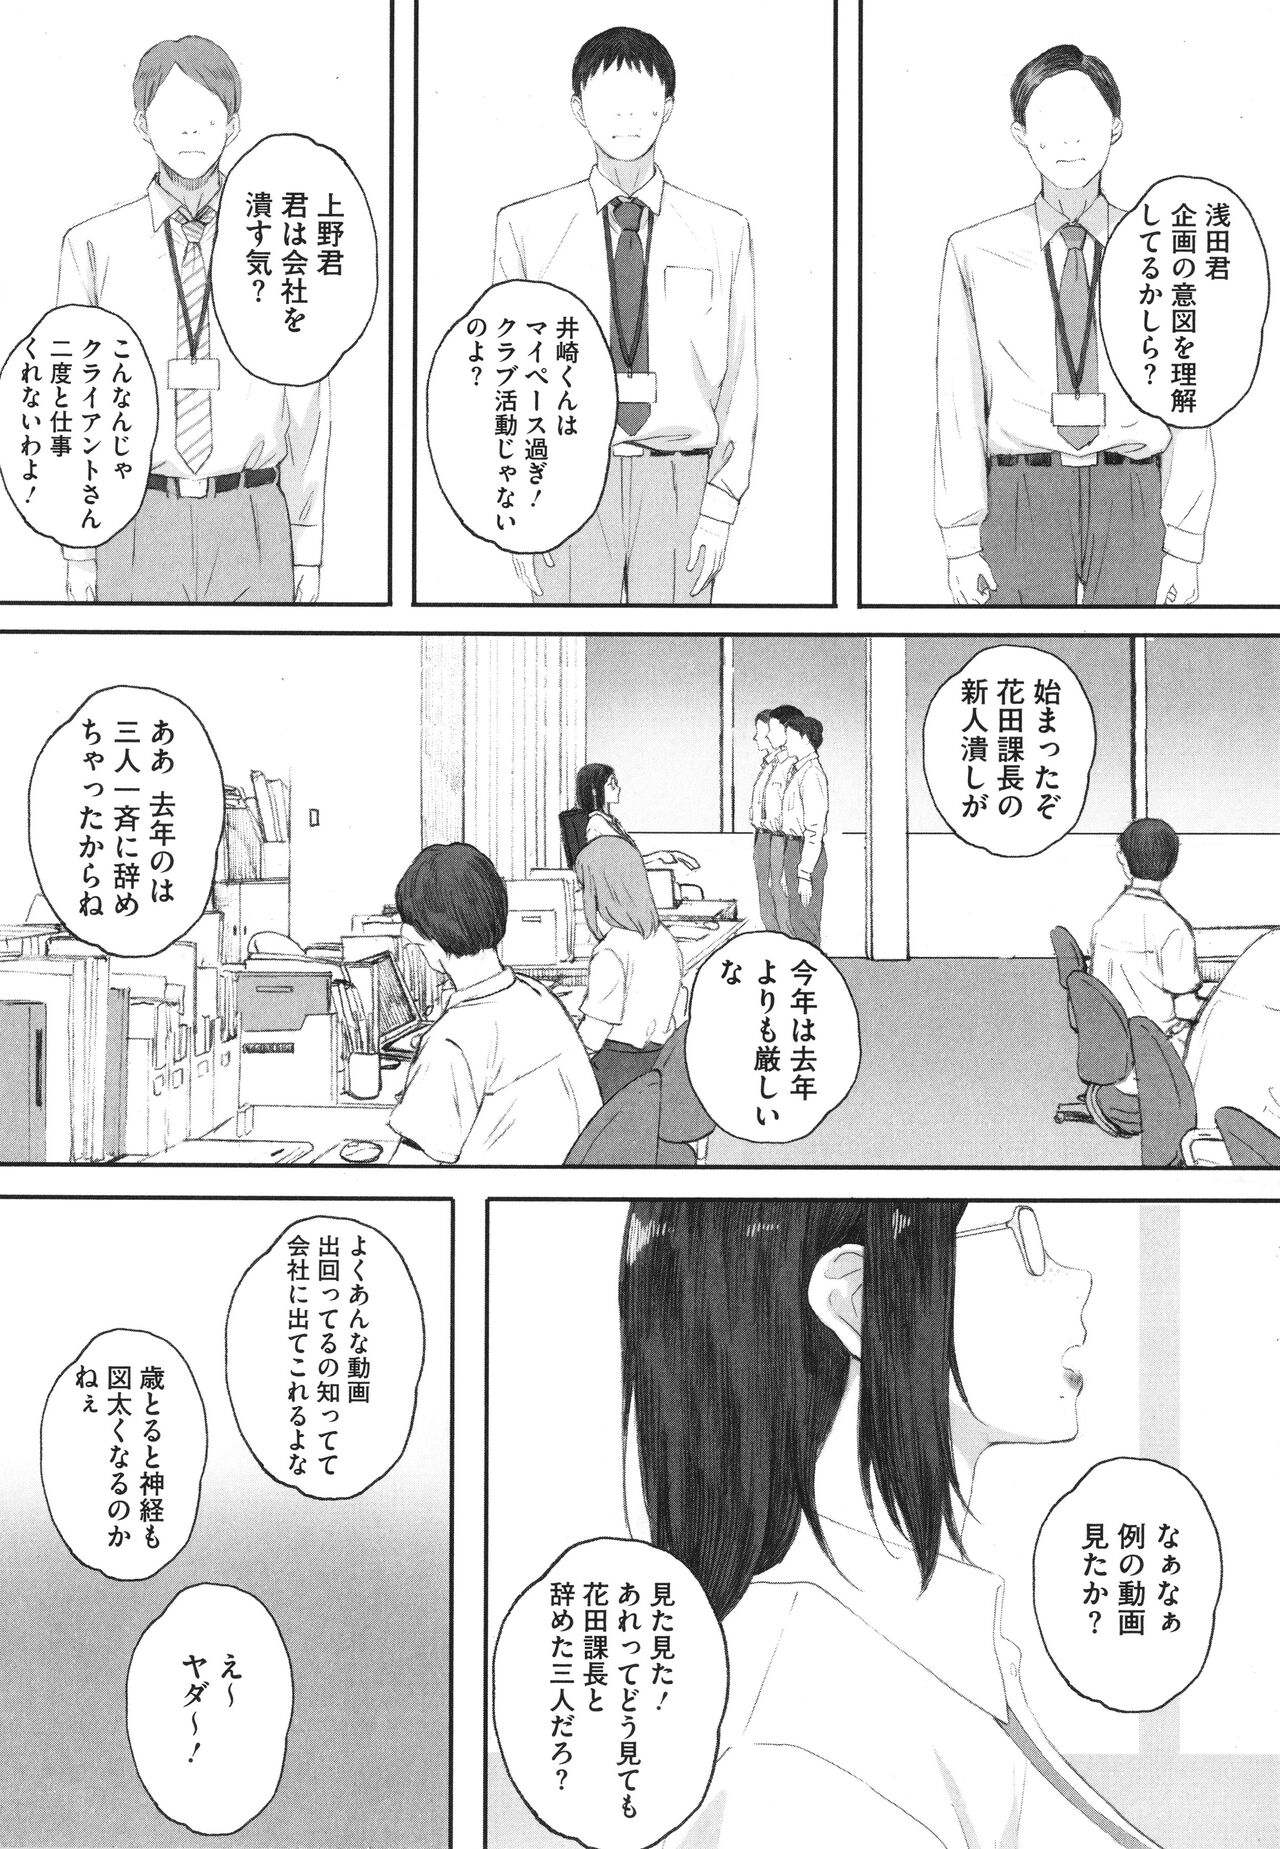 浅田君
企画の意図を理解
してるかしら？
井崎くんは
マイペース過ぎ！
クラブ活動じゃない
のよ？
上野君
君は会社を
潰す気？
こんなんじゃ
クライアントさん
二度と仕事
くれないわよ！
始まったぞ
花田課長の
新人潰しが
今年は去年
よりも厳しい
な
ああ 去年のは
三人一斉に辞め
ちゃったからね
なぁなぁ
例の動画
見たか？
見た見た！
あれってどう見ても
花田課長と
辞めた三人だろ？
よくあんな動画
出回ってるの知ってて
会社に出てこれるよな
歳とると神経も
図太くなるのか
ねぇ
え〜
ヤダ〜！